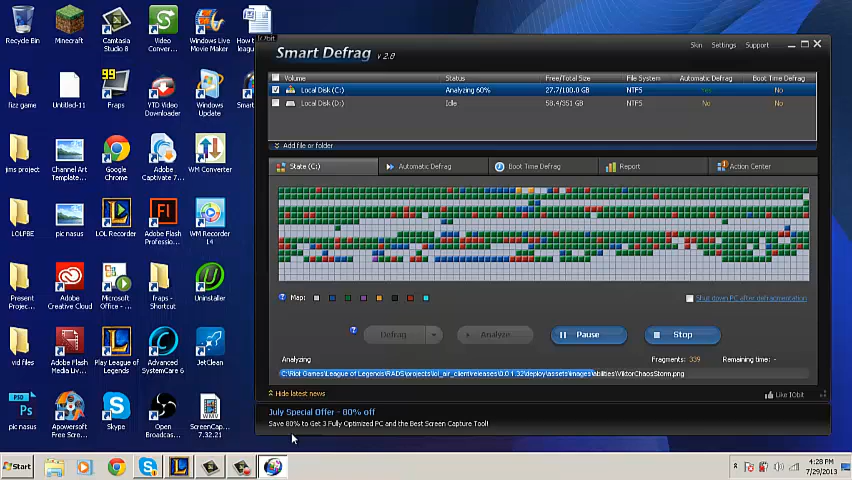 Recycle Bin
Minecraft
Camtasia Studio 8
Video Conver...
Windows Live Movie Maker
How t league
fizz game
Untitled-11
99
Fraps
YTD Video Downloader
Windows Update
Smar
jims project
Channel Art Template...
Google Chrome
Adobe Captivate 7...
WM Converter
LOLPBE
pic nasus
LOL Recorder
Adobe Flash Professio...
WM Recorder 14
Present Projec...
Adobe Creative Cloud
Microsoft Office - ...
fraps - Shortcut
Uninstaller
vid files
Adobe Flash Media Liv...
Play League of Legends
Advanced SystemCare 6
JetClean
PSD
Ps
pic nasus
Apowersoft Free Screen...
Skype
Open Broadcas...
ScreenCap... 7.32.21
Smart Defrag v 2.0
Skin Settings Support
Volume Status Free/Total Size File System Automatic Defrag Boot Time Defrag
Local Disk (C:) Analyzing 60% 27.7/100.0 GB NTFS Yes No
Local Disk (D:) Idle 58.4/351 GB NTFS No No
Add file or folder
State (C:) Automatic Defrag Boot Time Defrag Report Action Center
Map:
Shut down PC after defragmentation
Defrag Analyze Pause Stop
Analyzing Fragments: 339 Remaining time: -
C:\Riot Games\League of Legends\RADS\projects\lol_air_client\releases\0.0.1.32\deploy\assets\images\abilities\ViktorChaosStorm.png
Hide latest news
Like IObit
July Special Offer - 80% off
Save 80% to Get 3 Fully Optimized PC and the Best Screen Capture Tool!
Start
4:28 PM
7/29/2013